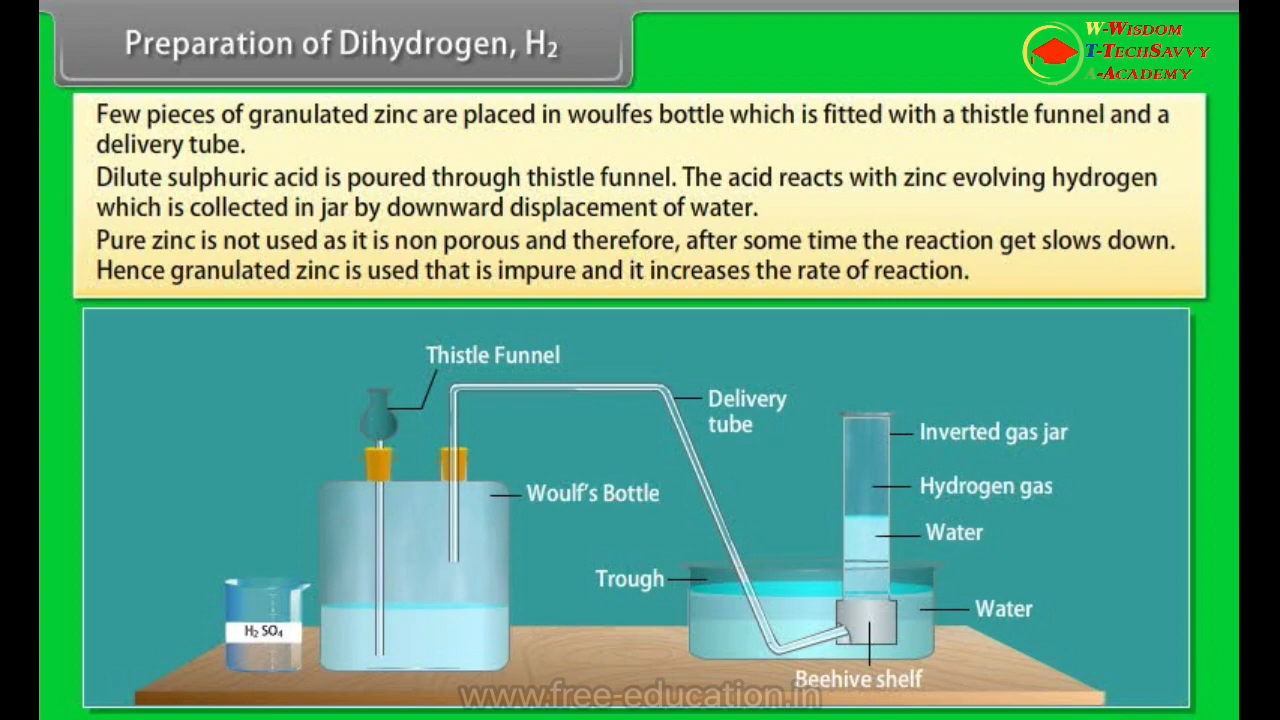 Preparation of Dihydrogen, H₂
W-Wisdom
T-TechSavvy
A-Academy
Few pieces of granulated zinc are placed in woulfes bottle which is fitted with a thistle funnel and a
delivery tube.
Dilute sulphuric acid is poured through thistle funnel. The acid reacts with zinc evolving hydrogen
which is collected in jar by downward displacement of water.
Pure zinc is not used as it is non porous and therefore, after some time the reaction get slows down.
Hence granulated zinc is used that is impure and it increases the rate of reaction.
Thistle Funnel
Delivery
tube
Inverted gas jar
Hydrogen gas
Woulf's Bottle
Water
Trough
Water
H₂ SO₄
Beehive shelf
www.free-education.in